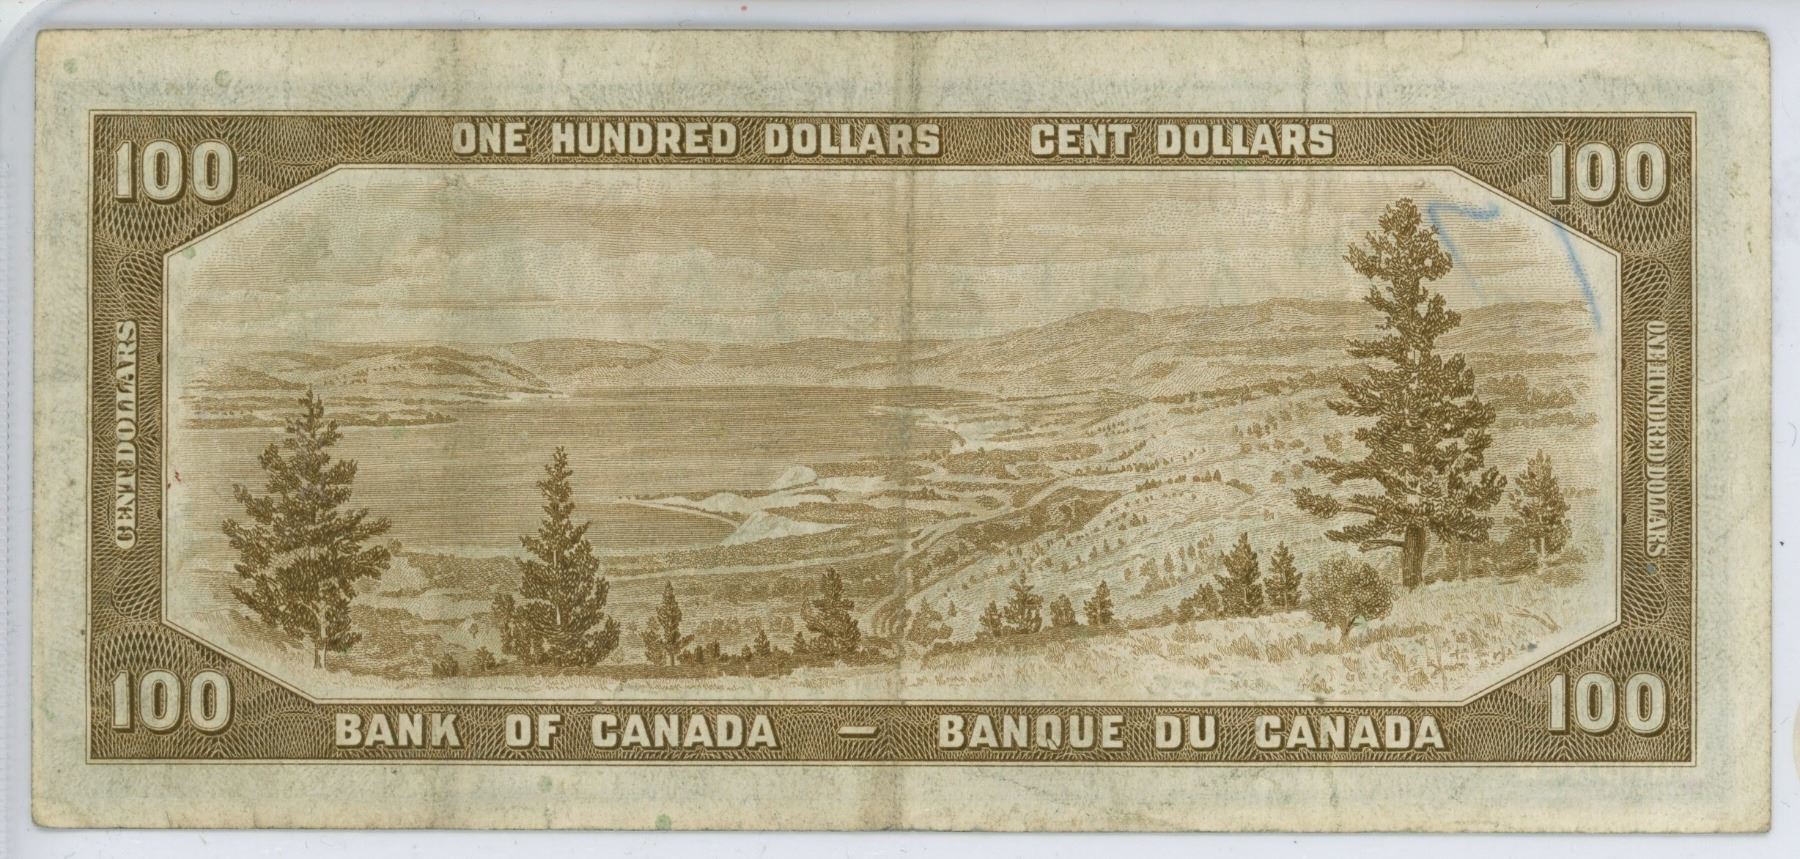 ONE HUNDRED DOLLARS CENT DOLLARS
100 100
CENT DOLLARS
ONE HUNDRED DOLLARS
100 100
BANK OF CANADA — BANQUE DU CANADA